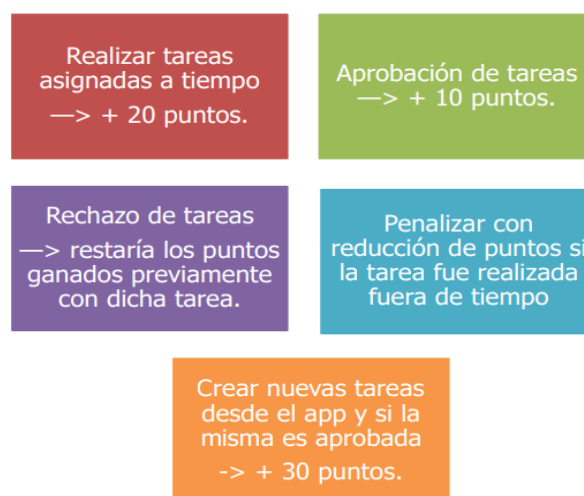 Realizar tareas
asignadas a tiempo
—> + 20 puntos.
Aprobación de tareas
—> + 10 puntos.
Rechazo de tareas
—> restaría los puntos
ganados previamente
con dicha tarea.
Penalizar con
reducción de puntos si
la tarea fue realizada
fuera de tiempo
Crear nuevas tareas
desde el app y si la
misma es aprobada
-> + 30 puntos.